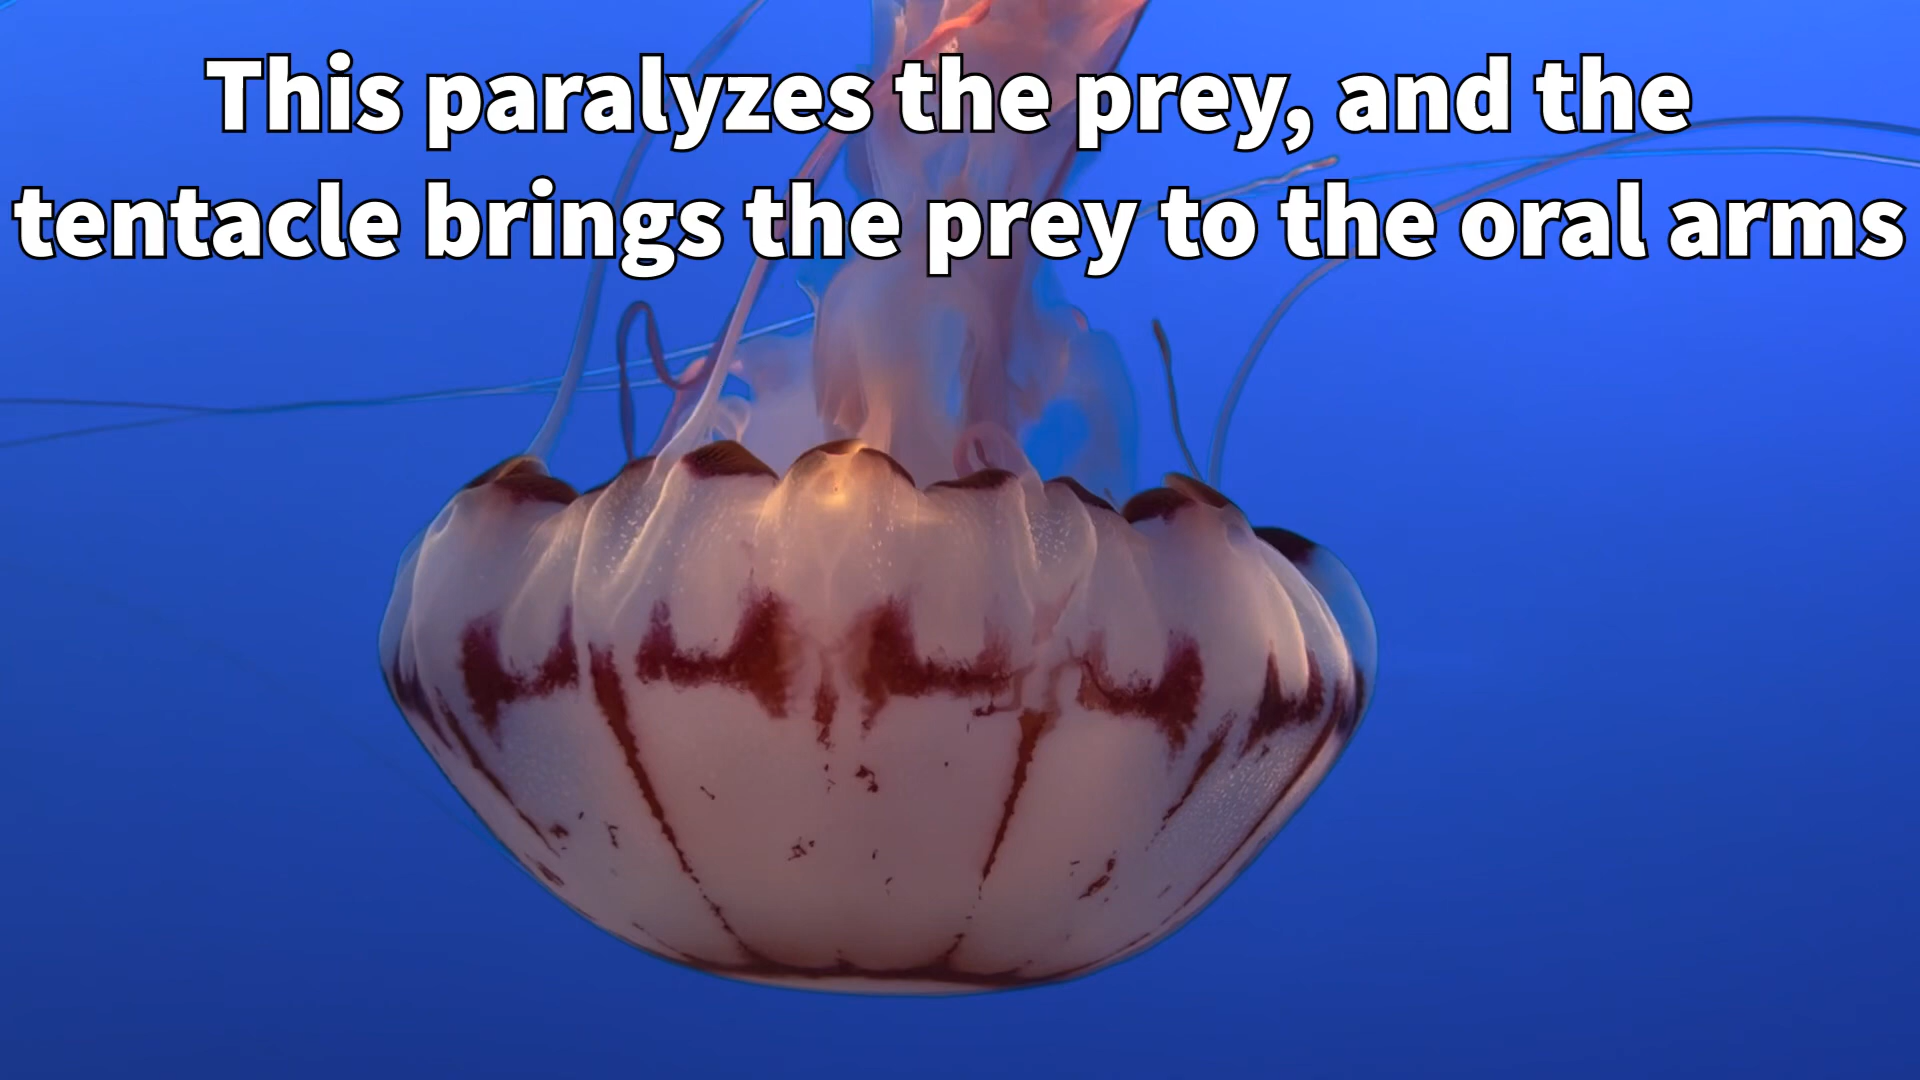 This paralyzes the prey, and the
tentacle brings the prey to the oral arms